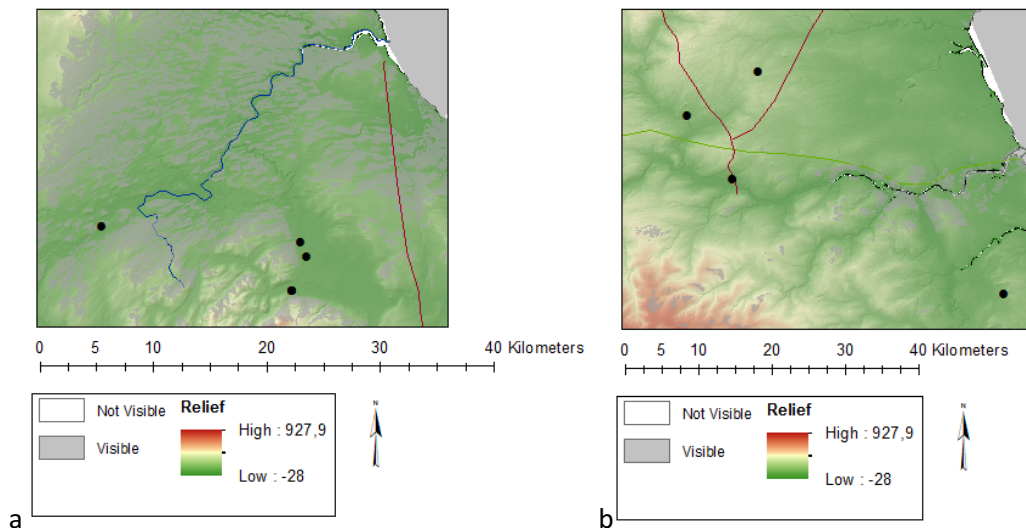 0 5 10 20 30 40 Kilometers
Not Visible
Visible
Relief
High : 927,9
Low : -28
N
a
0 5 10 20 30 40 Kilometers
Not Visible
Visible
Relief
High : 927,9
Low : -28
N
b